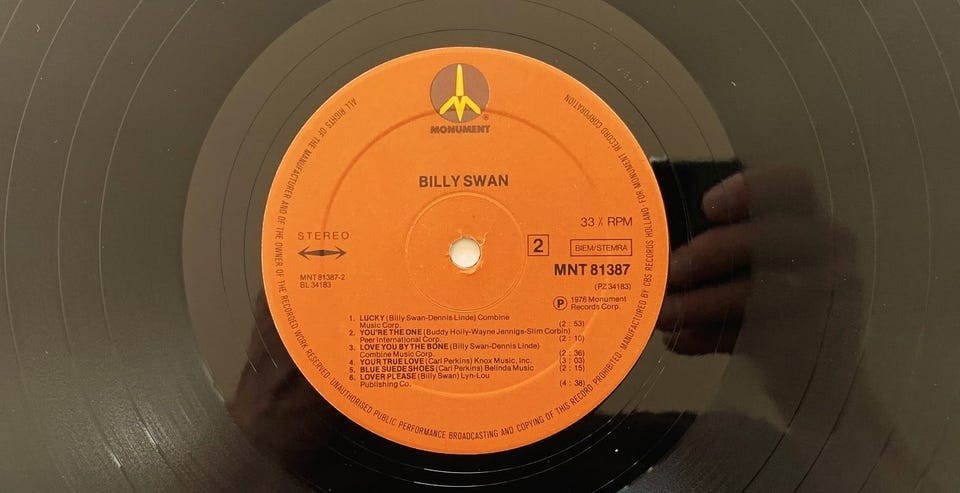 MONUMENT
®
BILLY SWAN
STEREO
33⅓ RPM
2
BIEM/STEMRA
MNT 81387
(PZ 34183)
MNT 81387-2
BL 34183
Ⓟ 1976 Monument
Records Corp.
1. LUCKY (Billy Swan-Dennis Linde) Combine
Music Corp. (2 : 53)
2. YOU'RE THE ONE (Buddy Holly-Wayne Jennigs-Slim Corbin)
Peer International Corp. (2 : 10)
3. LOVE YOU BY THE BONE (Billy Swan-Dennis Linde)
Combine Music Corp. (2 : 36)
4. YOUR TRUE LOVE (Carl Perkins) Knox Music, Inc. (3 : 03)
5. BLUE SUEDE SHOES (Carl Perkins) Belinda Music (2 : 15)
6. LOVER PLEASE (Billy Swan) Lyn-Lou
Publishing Co. (4 : 38)
ALL RIGHTS OF THE MANUFACTURER AND OF THE OWNER OF THE RECORDED WORK RESERVED · UNAUTHORISED PUBLIC PERFORMANCE BROADCASTING AND COPYING OF THIS RECORD PROHIBITED · MANUFACTURED BY CBS RECORDS HOLLAND FOR MONUMENT RECORD CORPORATION